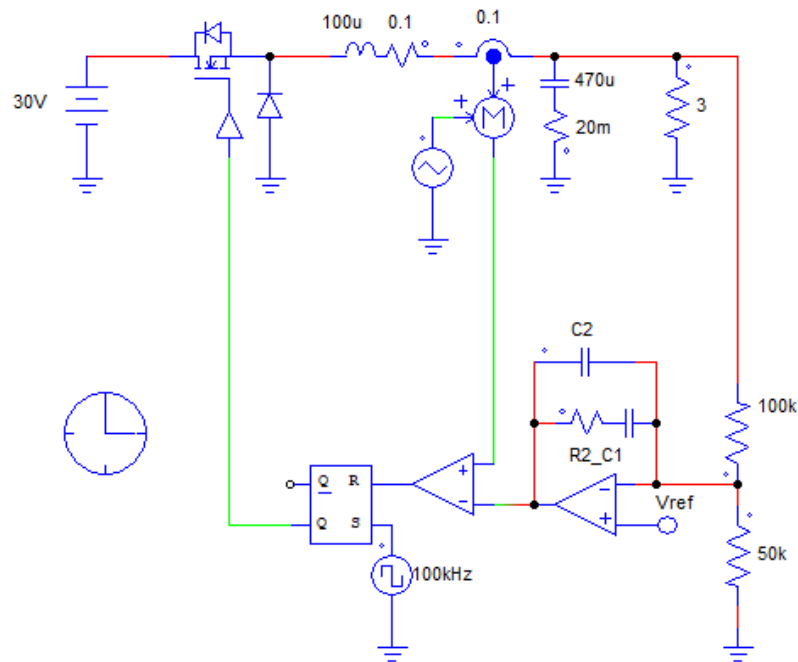 100u
0.1
0.1
30V
470u
20m
3
M
C2
R2_C1
100k
Vref
50k
Q R
Q S
100kHz
+
+
+
-
-
+